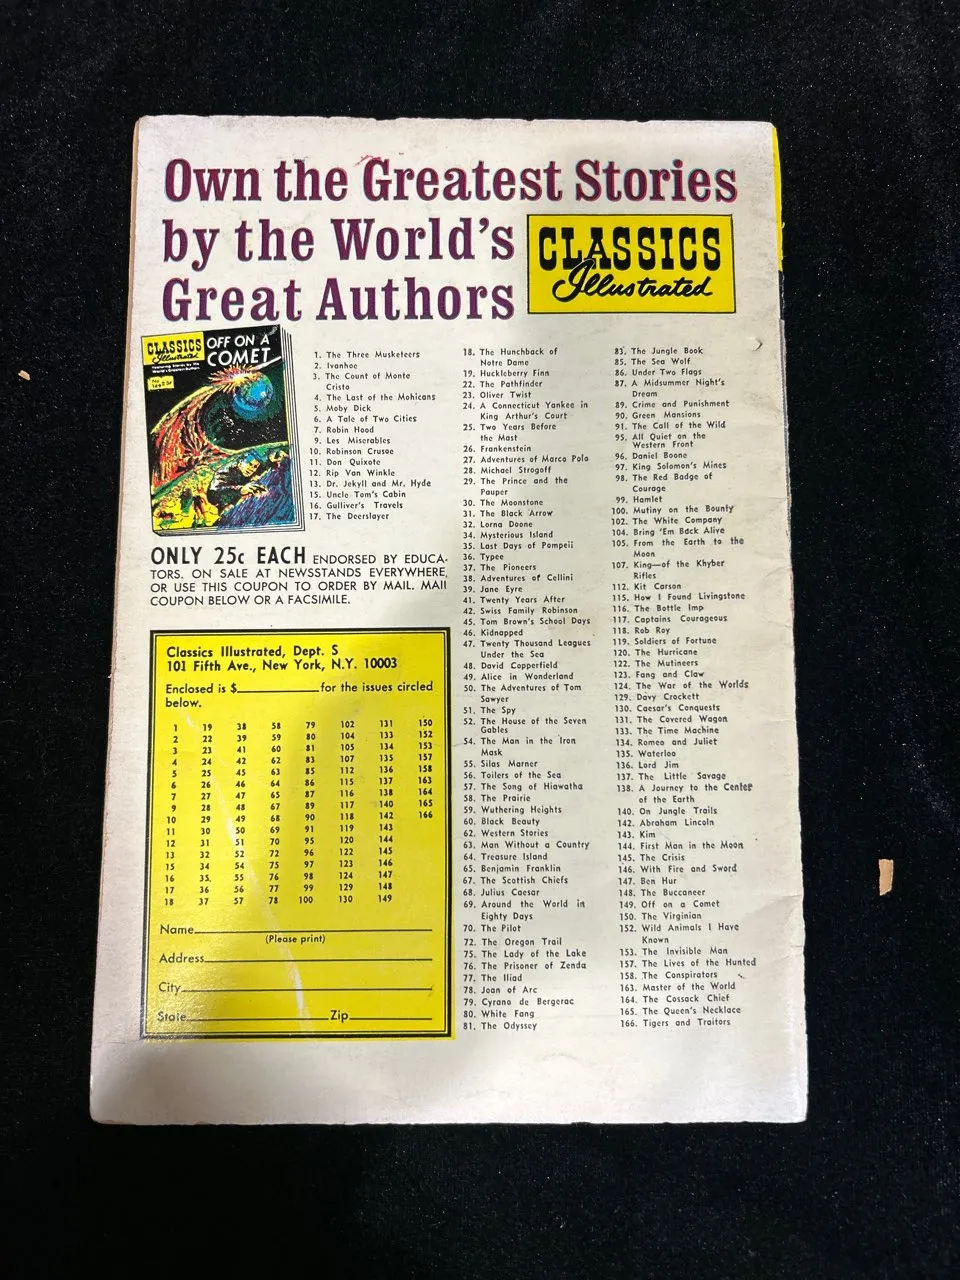 Own the Greatest Stories
by the World's
Great Authors
CLASSICS
Illustrated
CLASSICS
Illustrated
OFF ON A
COMET
1. The Three Musketeers
2. Ivanhoe
3. The Count of Monte
Cristo
4. The Last of the Mohicans
5. Moby Dick
6. A Tale of Two Cities
7. Robin Hood
9. Les Miserables
10. Robinson Crusoe
11. Don Quixote
12. Rip Van Winkle
13. Dr. Jekyll and Mr. Hyde
15. Uncle Tom's Cabin
16. Gulliver's Travels
17. The Deerslayer
ONLY 25c EACH ENDORSED BY EDUCA-
TORS. ON SALE AT NEWSSTANDS EVERYWHERE,
OR USE THIS COUPON TO ORDER BY MAIL. MAIL
COUPON BELOW OR A FACSIMILE.
Classics Illustrated, Dept. S
101 Fifth Ave., New York, N.Y. 10003
Enclosed is $ for the issues circled
below.
1 19 38 58 79 102 131 150
2 22 39 59 80 104 133 152
3 23 41 60 81 105 134 153
4 24 42 62 83 107 135 157
5 25 45 63 85 112 136 158
6 26 46 64 86 115 137 163
7 27 47 65 87 116 138 164
9 28 48 67 89 117 140 165
10 29 49 68 90 118 142 166
11 30 50 69 91 119 143
12 31 51 70 95 120 144
13 32 52 72 96 122 145
15 34 54 75 97 123 146
16 35 55 76 98 124 147
17 36 56 77 99 129 148
18 37 57 78 100 130 149
Name
(Please print)
Address
City
State Zip
18. The Hunchback of
Notre Dame
19. Huckleberry Finn
22. The Pathfinder
23. Oliver Twist
24. A Connecticut Yankee in
King Arthur's Court
25. Two Years Before
the Mast
26. Frankenstein
27. Adventures of Marco Polo
28. Michael Strogoff
29. The Prince and the
Pauper
30. The Moonstone
31. The Black Arrow
32. Lorna Doone
34. Mysterious Island
35. Last Days of Pompeii
36. Typee
37. The Pioneers
38. Adventures of Cellini
39. Jane Eyre
41. Twenty Years After
42. Swiss Family Robinson
45. Tom Brown's School Days
46. Kidnapped
47. Twenty Thousand Leagues
Under the Sea
48. David Copperfield
49. Alice in Wonderland
50. The Adventures of Tom
Sawyer
51. The Spy
52. The House of the Seven
Gables
54. The Man in the Iron
Mask
55. Silas Marner
56. Toilers of the Sea
57. The Song of Hiawatha
58. The Prairie
59. Wuthering Heights
60. Black Beauty
62. Western Stories
63. Man Without a Country
64. Treasure Island
65. Benjamin Franklin
67. The Scottish Chiefs
68. Julius Caesar
69. Around the World in
Eighty Days
70. The Pilot
72. The Oregon Trail
75. The Lady of the Lake
76. The Prisoner of Zenda
77. The Iliad
78. Joan of Arc
79. Cyrano de Bergerac
80. White Fang
81. The Odyssey
83. The Jungle Book
85. The Sea Wolf
86. Under Two Flags
87. A Midsummer Night's
Dream
89. Crime and Punishment
90. Green Mansions
91. The Call of the Wild
95. All Quiet on the
Western Front
96. Daniel Boone
97. King Solomon's Mines
98. The Red Badge of
Courage
99. Hamlet
100. Mutiny on the Bounty
102. The White Company
104. Bring 'Em Back Alive
105. From the Earth to the
Moon
107. King—of the Khyber
Rifles
112. Kit Carson
115. How I Found Livingstone
116. The Bottle Imp
117. Captains Courageous
118. Rob Roy
119. Soldiers of Fortune
120. The Hurricane
122. The Mutineers
123. Fang and Claw
124. The War of the Worlds
129. Davy Crockett
130. Caesar's Conquests
131. The Covered Wagon
133. The Time Machine
134. Romeo and Juliet
135. Waterloo
136. Lord Jim
137. The Little Savage
138. A Journey to the Center
of the Earth
140. On Jungle Trails
142. Abraham Lincoln
143. Kim
144. First Man in the Moon
145. The Crisis
146. With Fire and Sword
147. Ben Hur
148. The Buccaneer
149. Off on a Comet
150. The Virginian
152. Wild Animals I Have
Known
153. The Invisible Man
157. The Lives of the Hunted
158. The Conspirators
163. Master of the World
164. The Cossack Chief
165. The Queen's Necklace
166. Tigers and Traitors